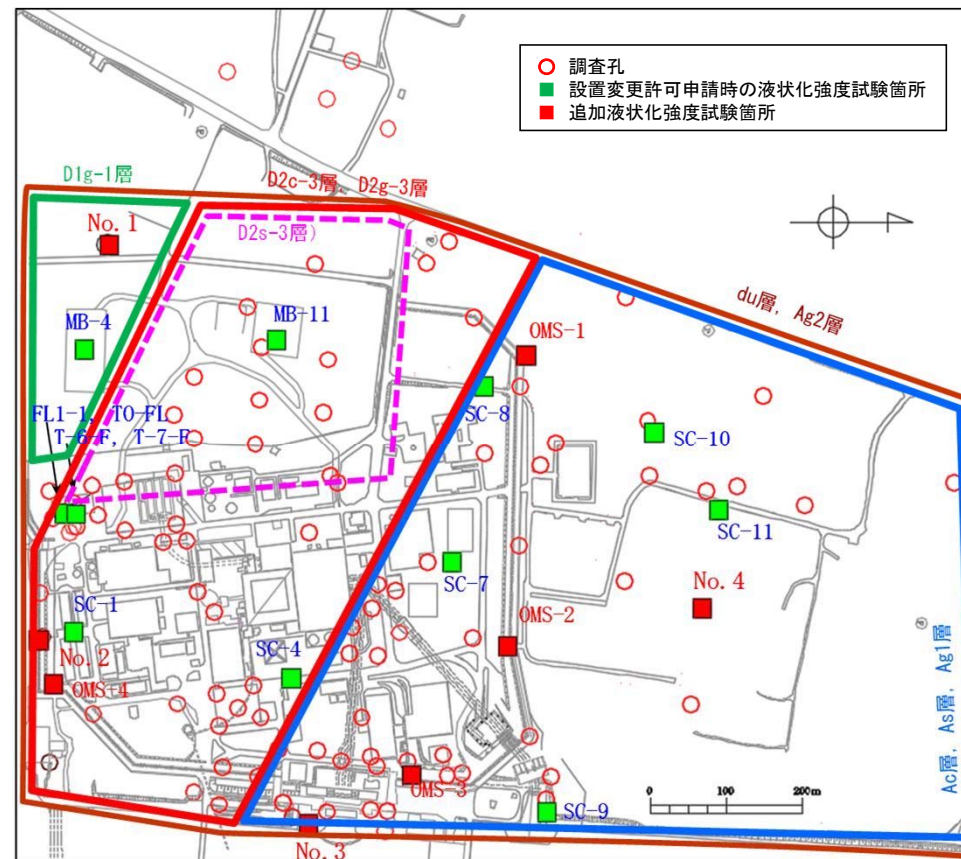 調査孔
設置変更許可申請時の液状化強度試験箇所
追加液状化強度試験箇所
D1g-1層
D2c-3層, D2g-3層
No. 1
D2s-3層)
du層, Ag2層
MB-4
MB-11
OMS-1
SC-8
FL1-1, TO-FL
T-6-F, T-7-F
SC-10
SC-11
SC-7
No. 4
SC-1
OMS-2
No. 2
SC-4
OMS-4
Ac層, As層, Ag1層
OMS-3
0 100 200m
SC-9
No. 3